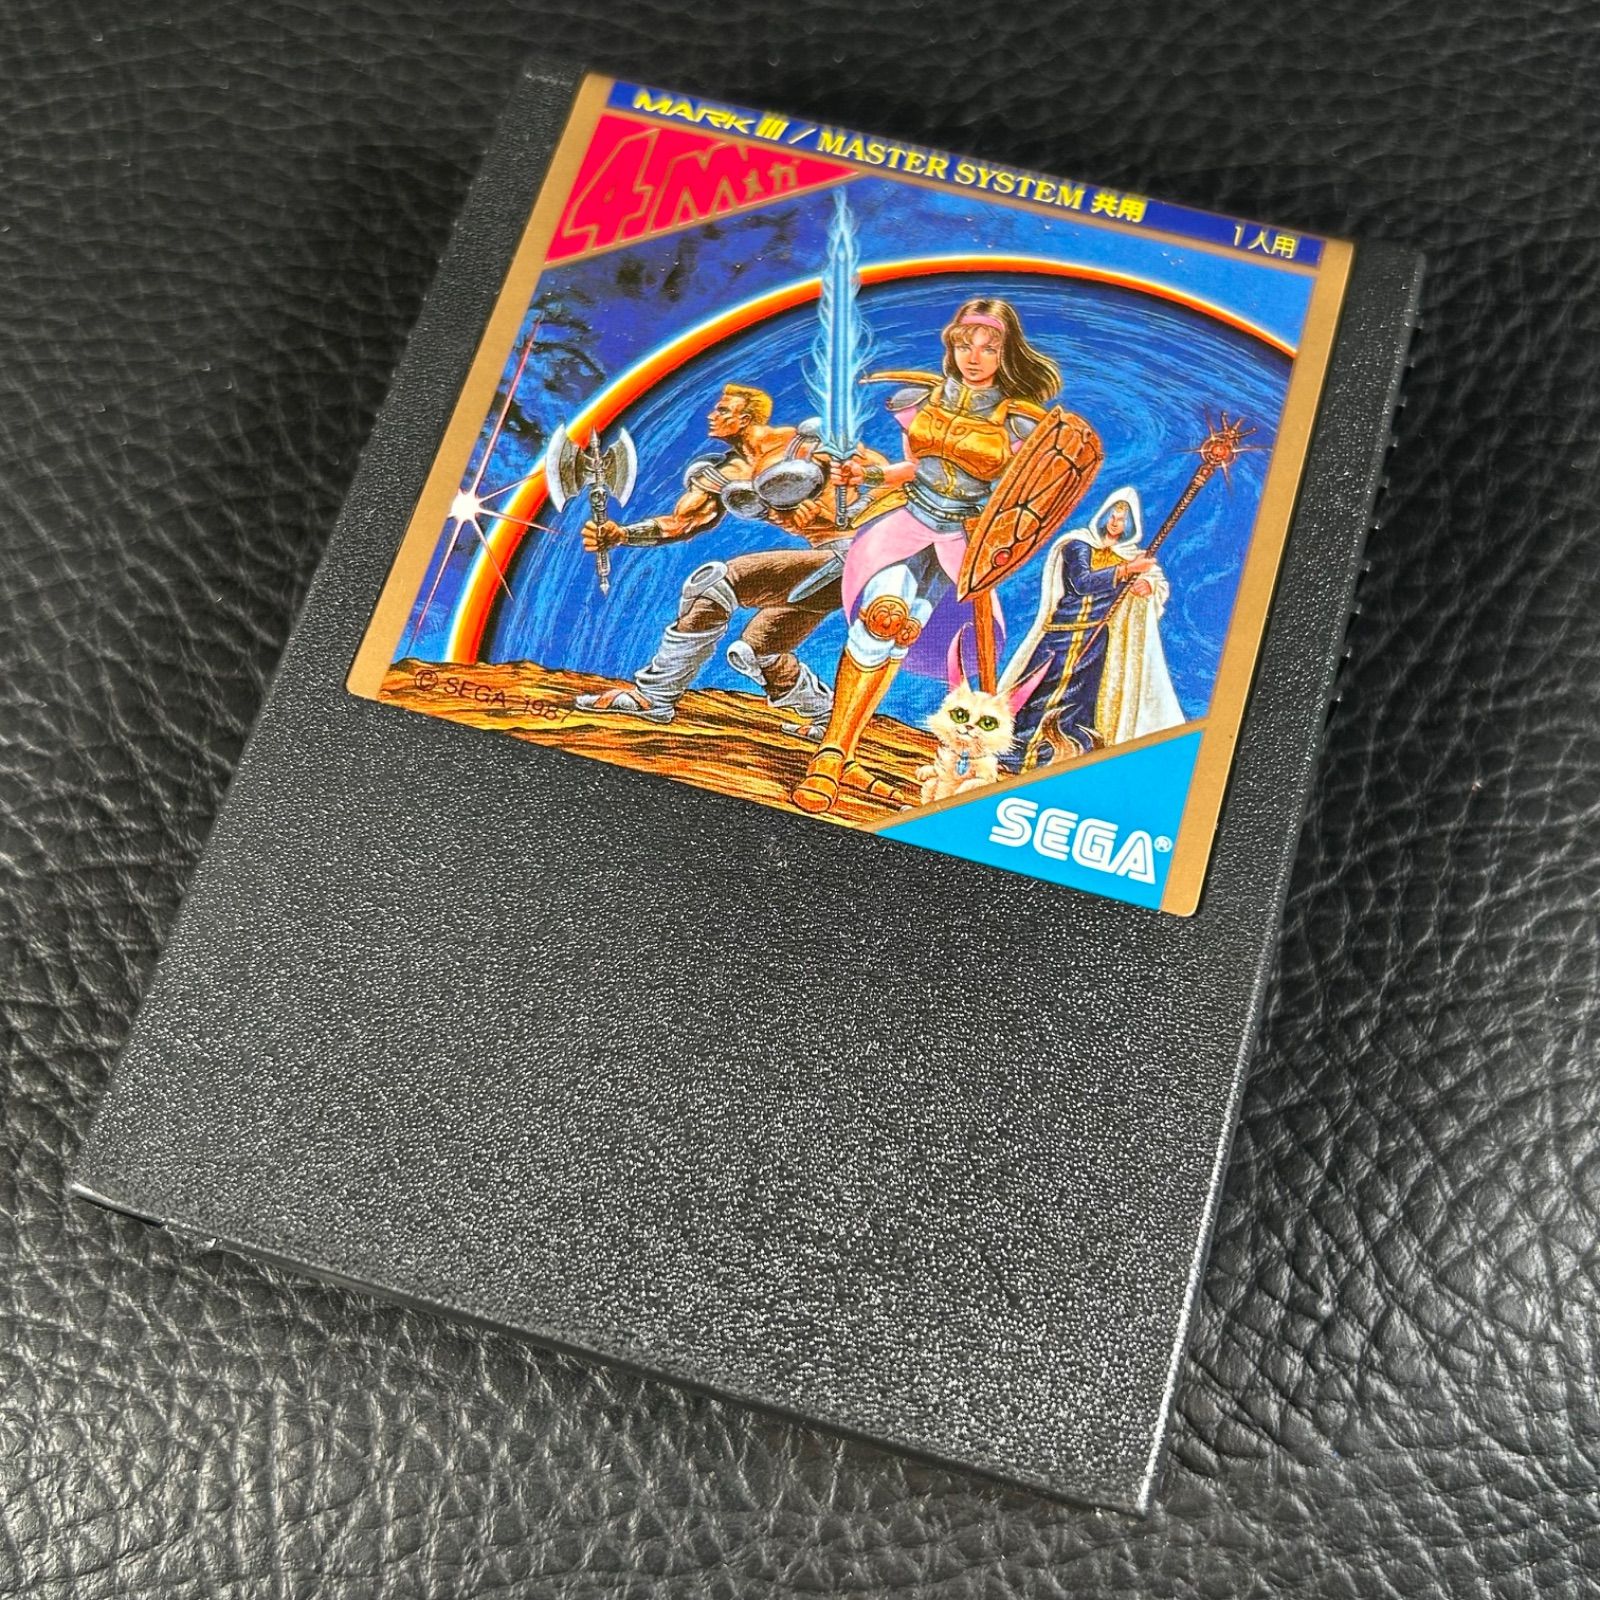 MARK III / MASTER SYSTEM 共用
1人用
4Mメガ
© SEGA, 1987
SEGA®